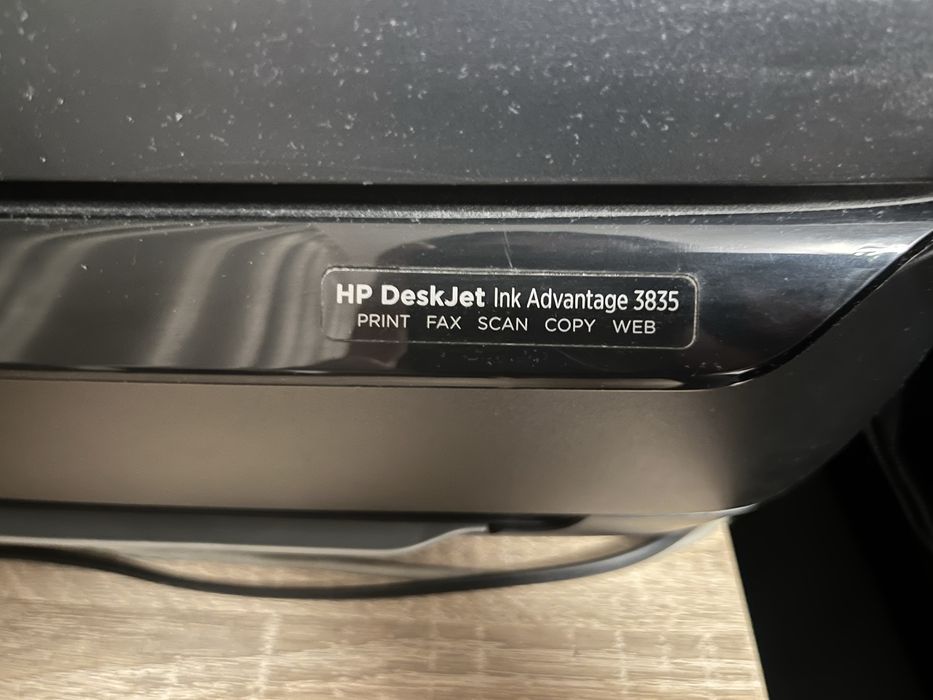 HP DeskJet Ink Advantage 3835
PRINT FAX SCAN COPY WEB